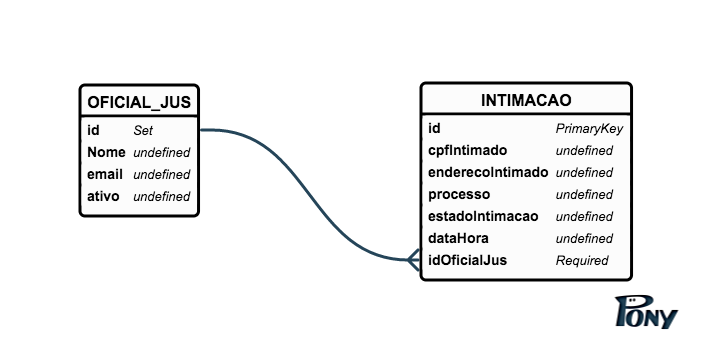 OFICIAL_JUS
id Set
Nome undefined
email undefined
ativo undefined
INTIMACAO
id PrimaryKey
cpfIntimado undefined
enderecoIntimado undefined
processo undefined
estadoIntimacao undefined
dataHora undefined
idOficialJus Required
PONY